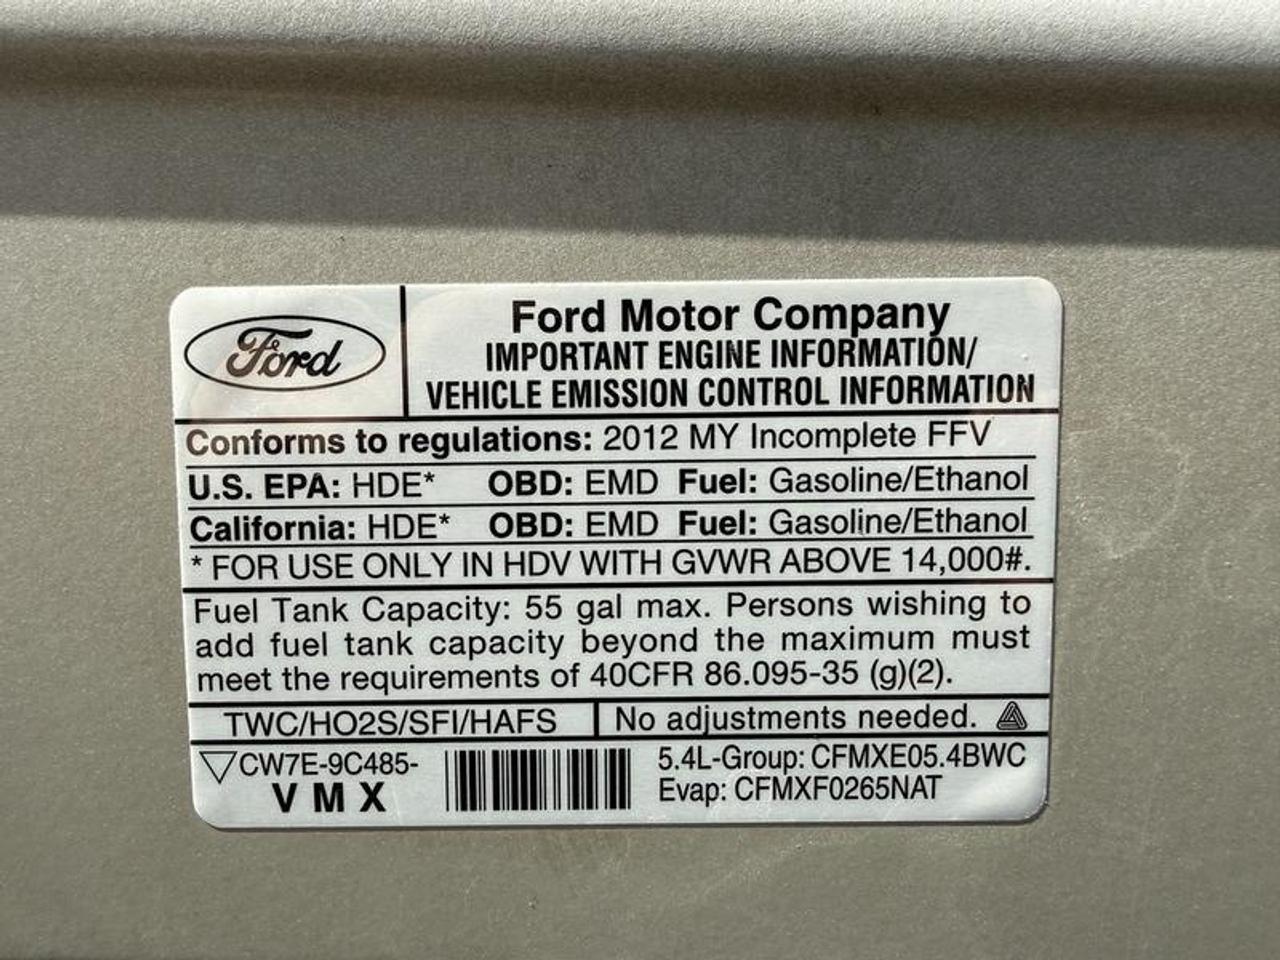 Ford
Ford Motor Company
IMPORTANT ENGINE INFORMATION/
VEHICLE EMISSION CONTROL INFORMATION
Conforms to regulations: 2012 MY Incomplete FFV
U.S. EPA: HDE* OBD: EMD Fuel: Gasoline/Ethanol
California: HDE* OBD: EMD Fuel: Gasoline/Ethanol
* FOR USE ONLY IN HDV WITH GVWR ABOVE 14,000#.
Fuel Tank Capacity: 55 gal max. Persons wishing to
add fuel tank capacity beyond the maximum must
meet the requirements of 40CFR 86.095-35 (g)(2).
TWC/HO2S/SFI/HAFS No adjustments needed.
CW7E-9C485-
VMX
5.4L-Group: CFMXE05.4BWC
Evap: CFMXF0265NAT